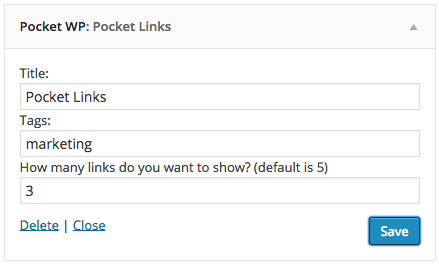 Pocket WP: Pocket Links
Title:
Pocket Links
Tags:
marketing
How many links do you want to show? (default is 5)
3
Delete | Close
Save